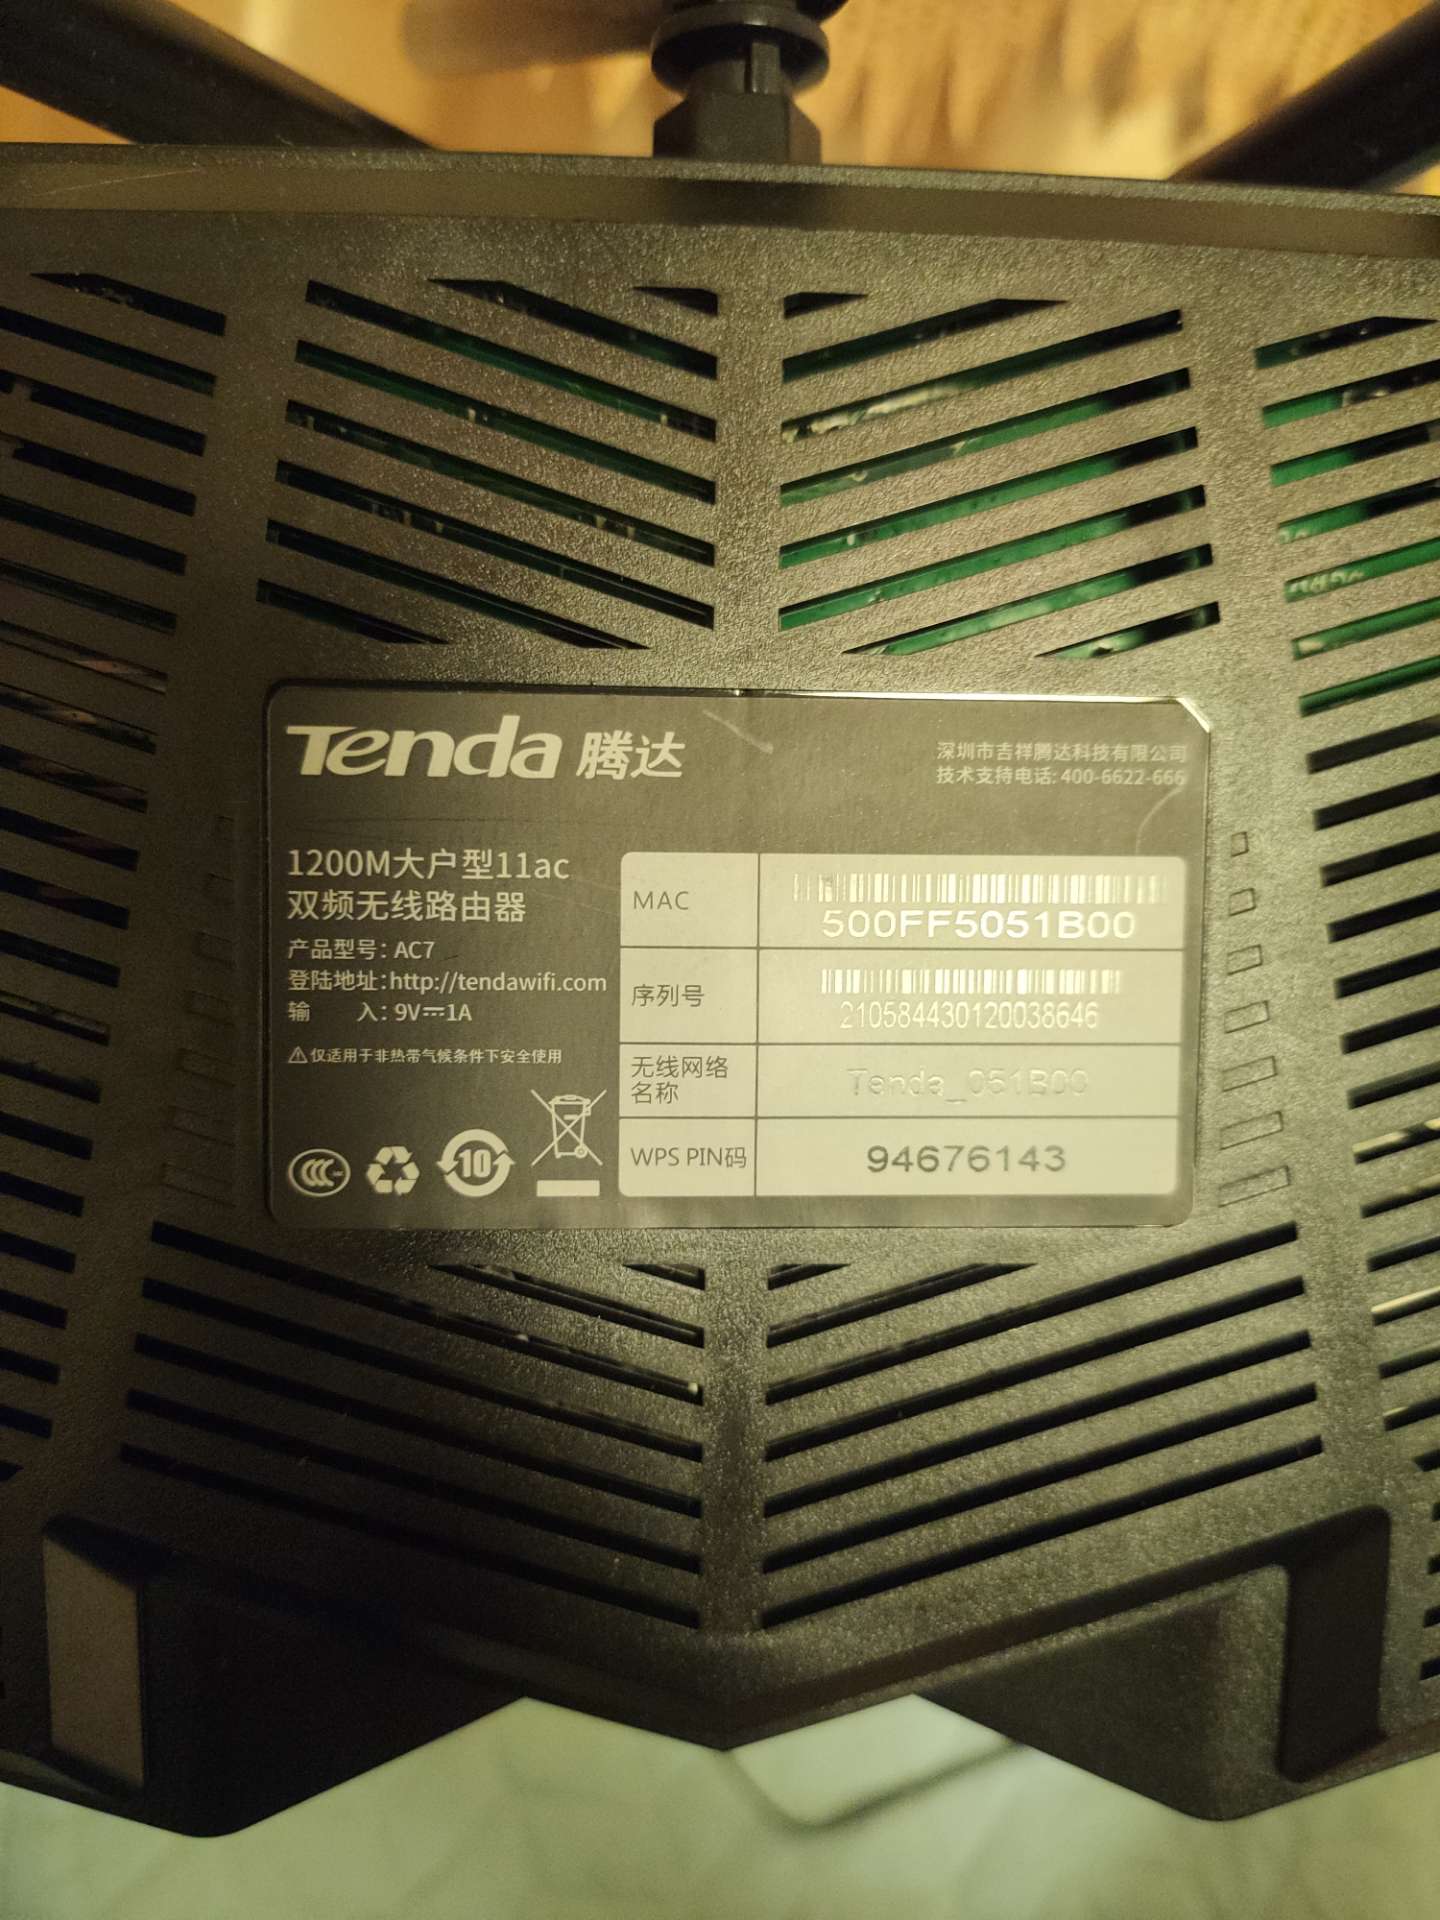 Tenda 腾达
深圳市吉祥腾达科技有限公司
技术支持电话: 400-6622-666
1200M大户型11ac
双频无线路由器
产品型号: AC7
登陆地址: http://tendawifi.com
输 入: 9V⎓1A
⚠仅适用于非热带气候条件下安全使用
10
MAC
500FF5051B00
序列号
210584430120038646
无线网络
名称
Tenda_051B00
WPS PIN码
94676143